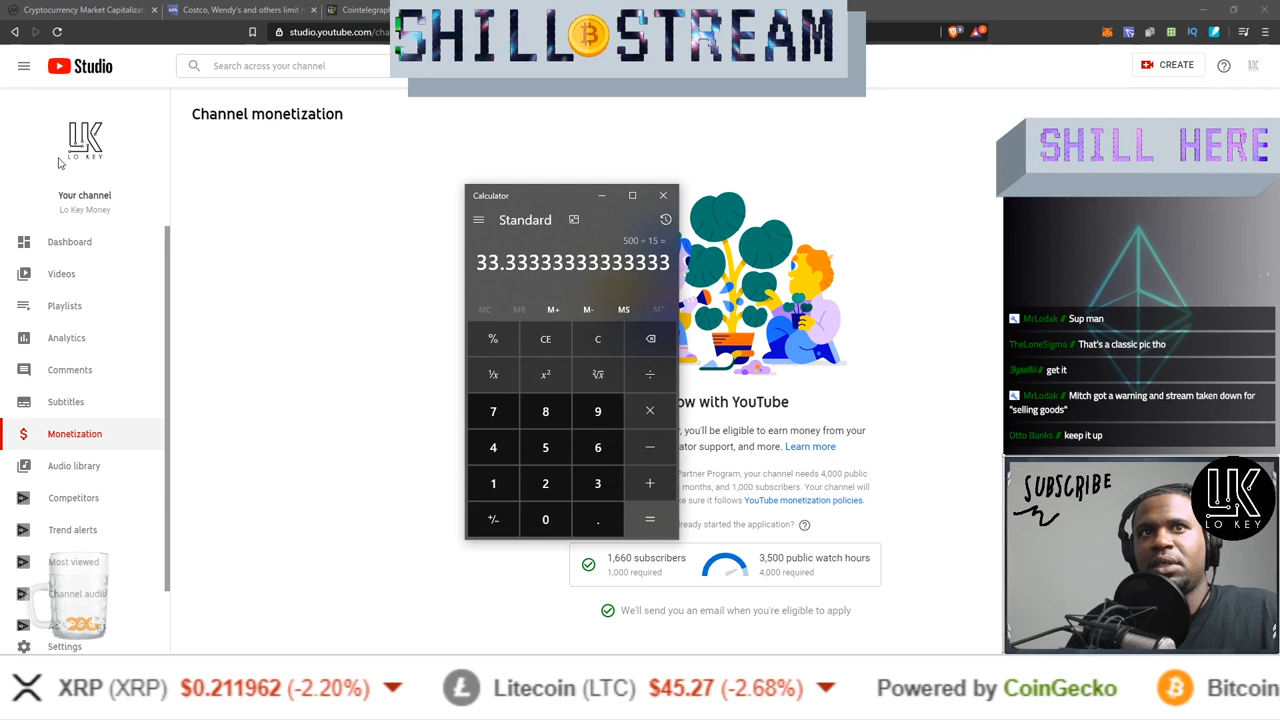 Cryptocurrency Market Capitaliz
Costco, Wendy's and others limit m
Cointelegraph
studio.youtube.com/cha
SHILL STREAM
Studio
Search across your channel
CREATE
LK
LO KEY
Your channel
Lo Key Money
Dashboard
Videos
Playlists
Analytics
Comments
Subtitles
Monetization
Audio library
Competitors
Trend alerts
Most viewed
Channel audit
Settings
Channel monetization
Calculator
Standard
500 ÷ 15 =
33.33333333333333
MC MR M+ M- MS M˅
% CE C
¹/x x² ²√x ÷
7 8 9 ×
4 5 6 −
1 2 3 +
+/- 0 . =
ow with YouTube
, you'll be eligible to earn money from your
ator support, and more. Learn more
Partner Program, your channel needs 4,000 public
months, and 1,000 subscribers. Your channel will
ke sure it follows YouTube monetization policies.
lready started the application?
1,660 subscribers
1,000 required
3,500 public watch hours
4,000 required
We'll send you an email when you're eligible to apply
SHILL HERE
MrLodak // Sup man
TheLoneSigma // That's a classic pic tho
// get it
MrLodak // Mitch got a warning and stream taken down for
"selling goods"
Otto Banks // keep it up
SUBSCRIBE
LK
LO KEY
XRP (XRP) $0.211962 (-2.20%)
Litecoin (LTC) $45.27 (-2.68%)
Powered by CoinGecko
Bitcoin